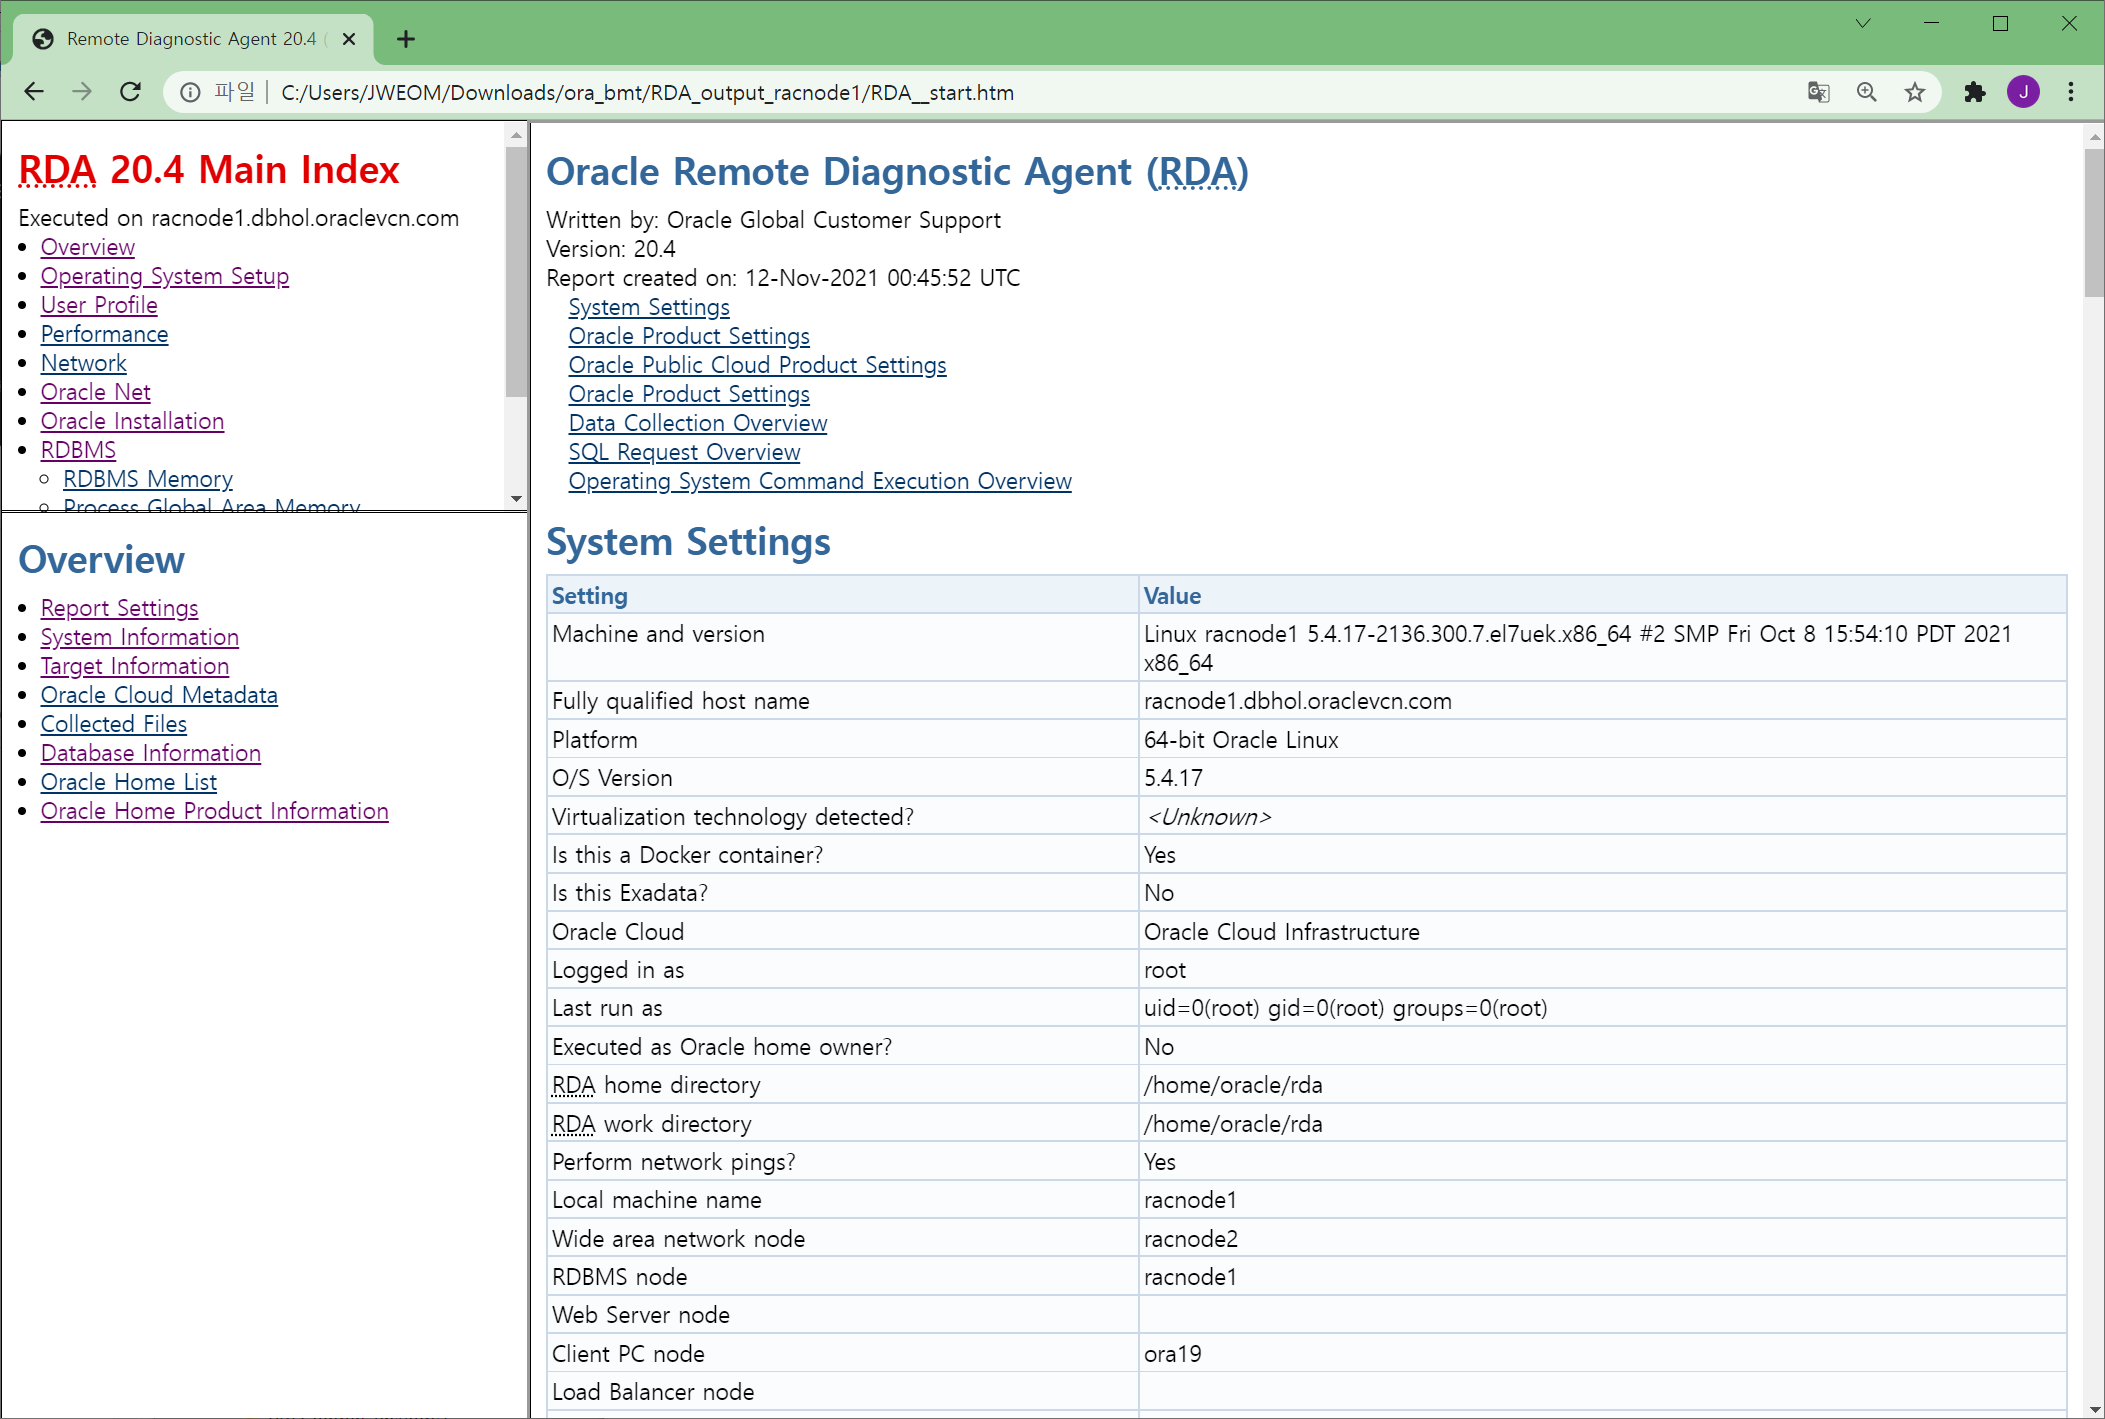 Remote Diagnostic Agent 20.4 (
파일
C:/Users/JWEOM/Downloads/ora_bmt/RDA_output_racnode1/RDA__start.htm
J
RDA 20.4 Main Index
Executed on racnode1.dbhol.oraclevcn.com
Overview
Operating System Setup
User Profile
Performance
Network
Oracle Net
Oracle Installation
RDBMS
RDBMS Memory
Process Global Area Memory
Overview
Report Settings
System Information
Target Information
Oracle Cloud Metadata
Collected Files
Database Information
Oracle Home List
Oracle Home Product Information
Oracle Remote Diagnostic Agent (RDA)
Written by: Oracle Global Customer Support
Version: 20.4
Report created on: 12-Nov-2021 00:45:52 UTC
System Settings
Oracle Product Settings
Oracle Public Cloud Product Settings
Oracle Product Settings
Data Collection Overview
SQL Request Overview
Operating System Command Execution Overview
System Settings
Setting Value
Machine and version Linux racnode1 5.4.17-2136.300.7.el7uek.x86_64 #2 SMP Fri Oct 8 15:54:10 PDT 2021
x86_64
Fully qualified host name racnode1.dbhol.oraclevcn.com
Platform 64-bit Oracle Linux
O/S Version 5.4.17
Virtualization technology detected? <Unknown>
Is this a Docker container? Yes
Is this Exadata? No
Oracle Cloud Oracle Cloud Infrastructure
Logged in as root
Last run as uid=0(root) gid=0(root) groups=0(root)
Executed as Oracle home owner? No
RDA home directory /home/oracle/rda
RDA work directory /home/oracle/rda
Perform network pings? Yes
Local machine name racnode1
Wide area network node racnode2
RDBMS node racnode1
Web Server node
Client PC node ora19
Load Balancer node